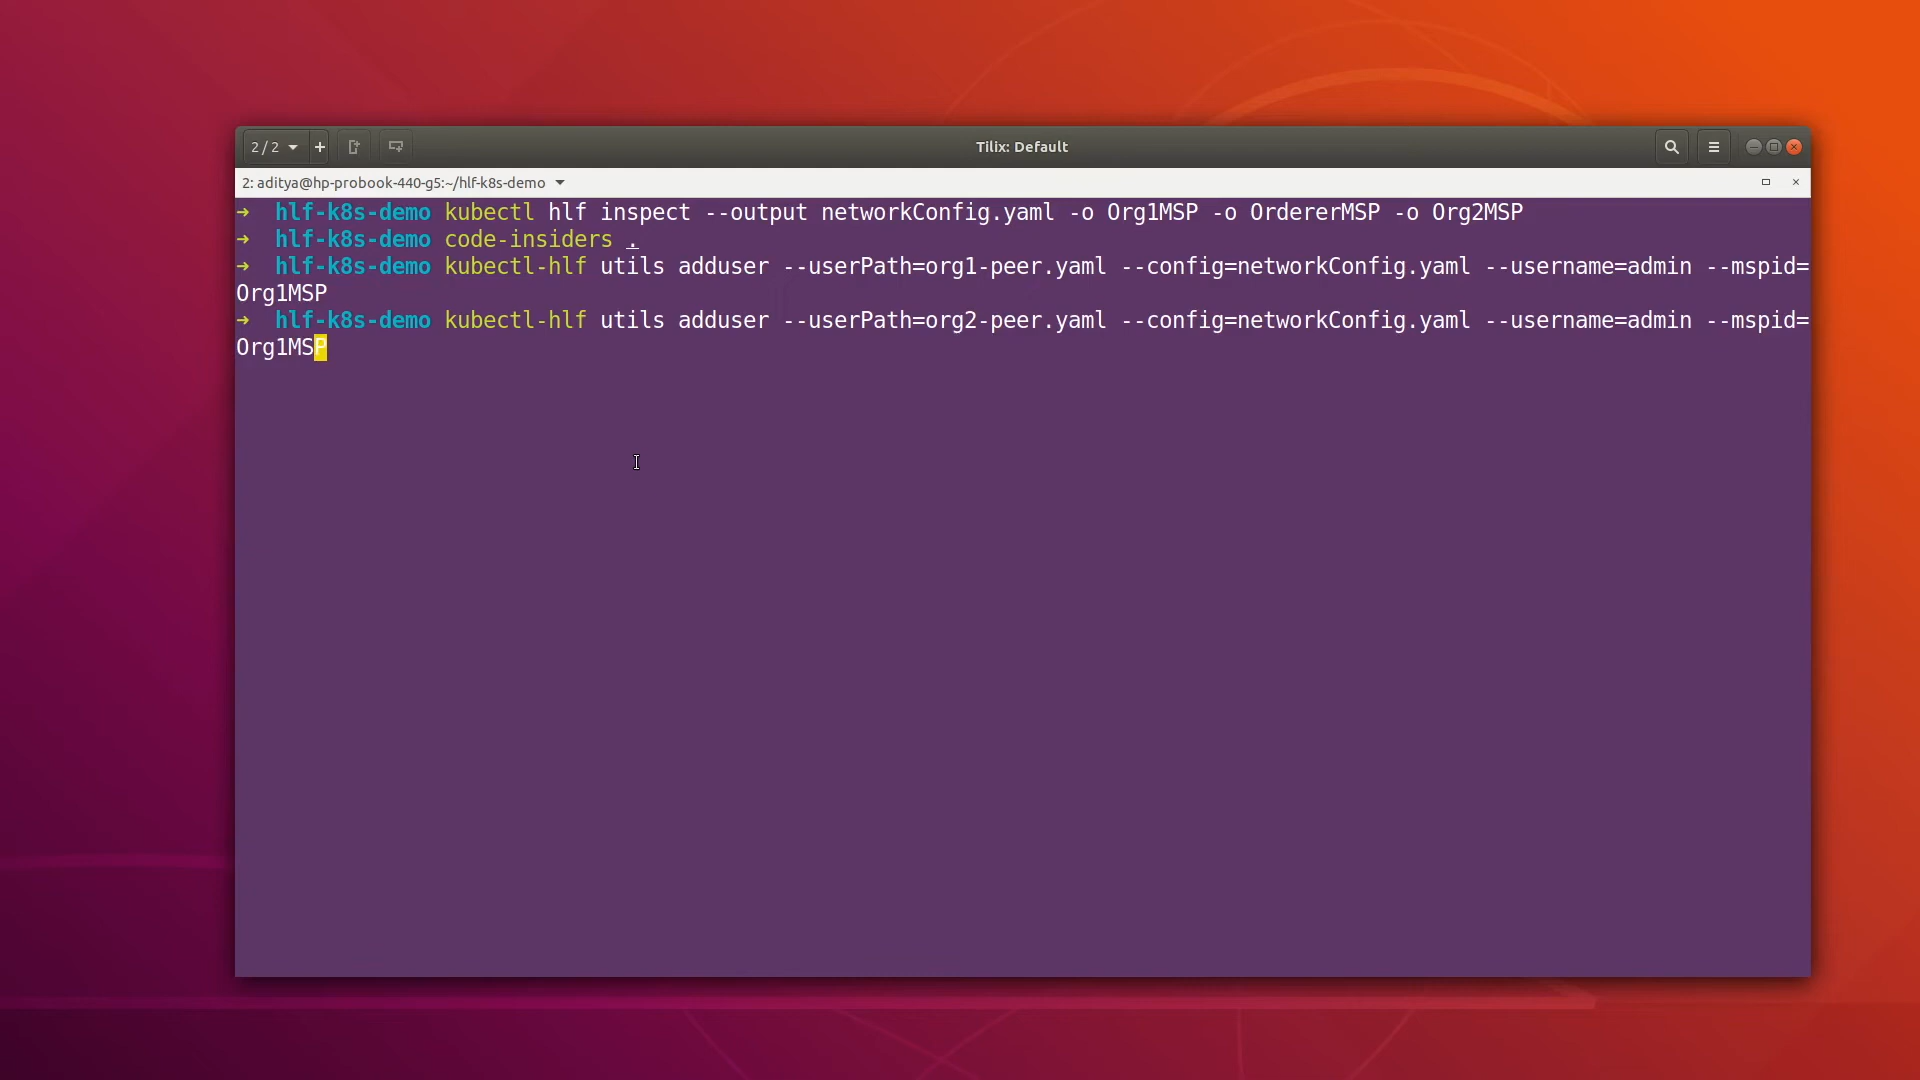 2 / 2
Tilix: Default
2: aditya@hp-probook-440-g5:~/hlf-k8s-demo
➜ hlf-k8s-demo kubectl hlf inspect --output networkConfig.yaml -o Org1MSP -o OrdererMSP -o Org2MSP
➜ hlf-k8s-demo code-insiders .
➜ hlf-k8s-demo kubectl-hlf utils adduser --userPath=org1-peer.yaml --config=networkConfig.yaml --username=admin --mspid=
Org1MSP
➜ hlf-k8s-demo kubectl-hlf utils adduser --userPath=org2-peer.yaml --config=networkConfig.yaml --username=admin --mspid=
Org1MSP